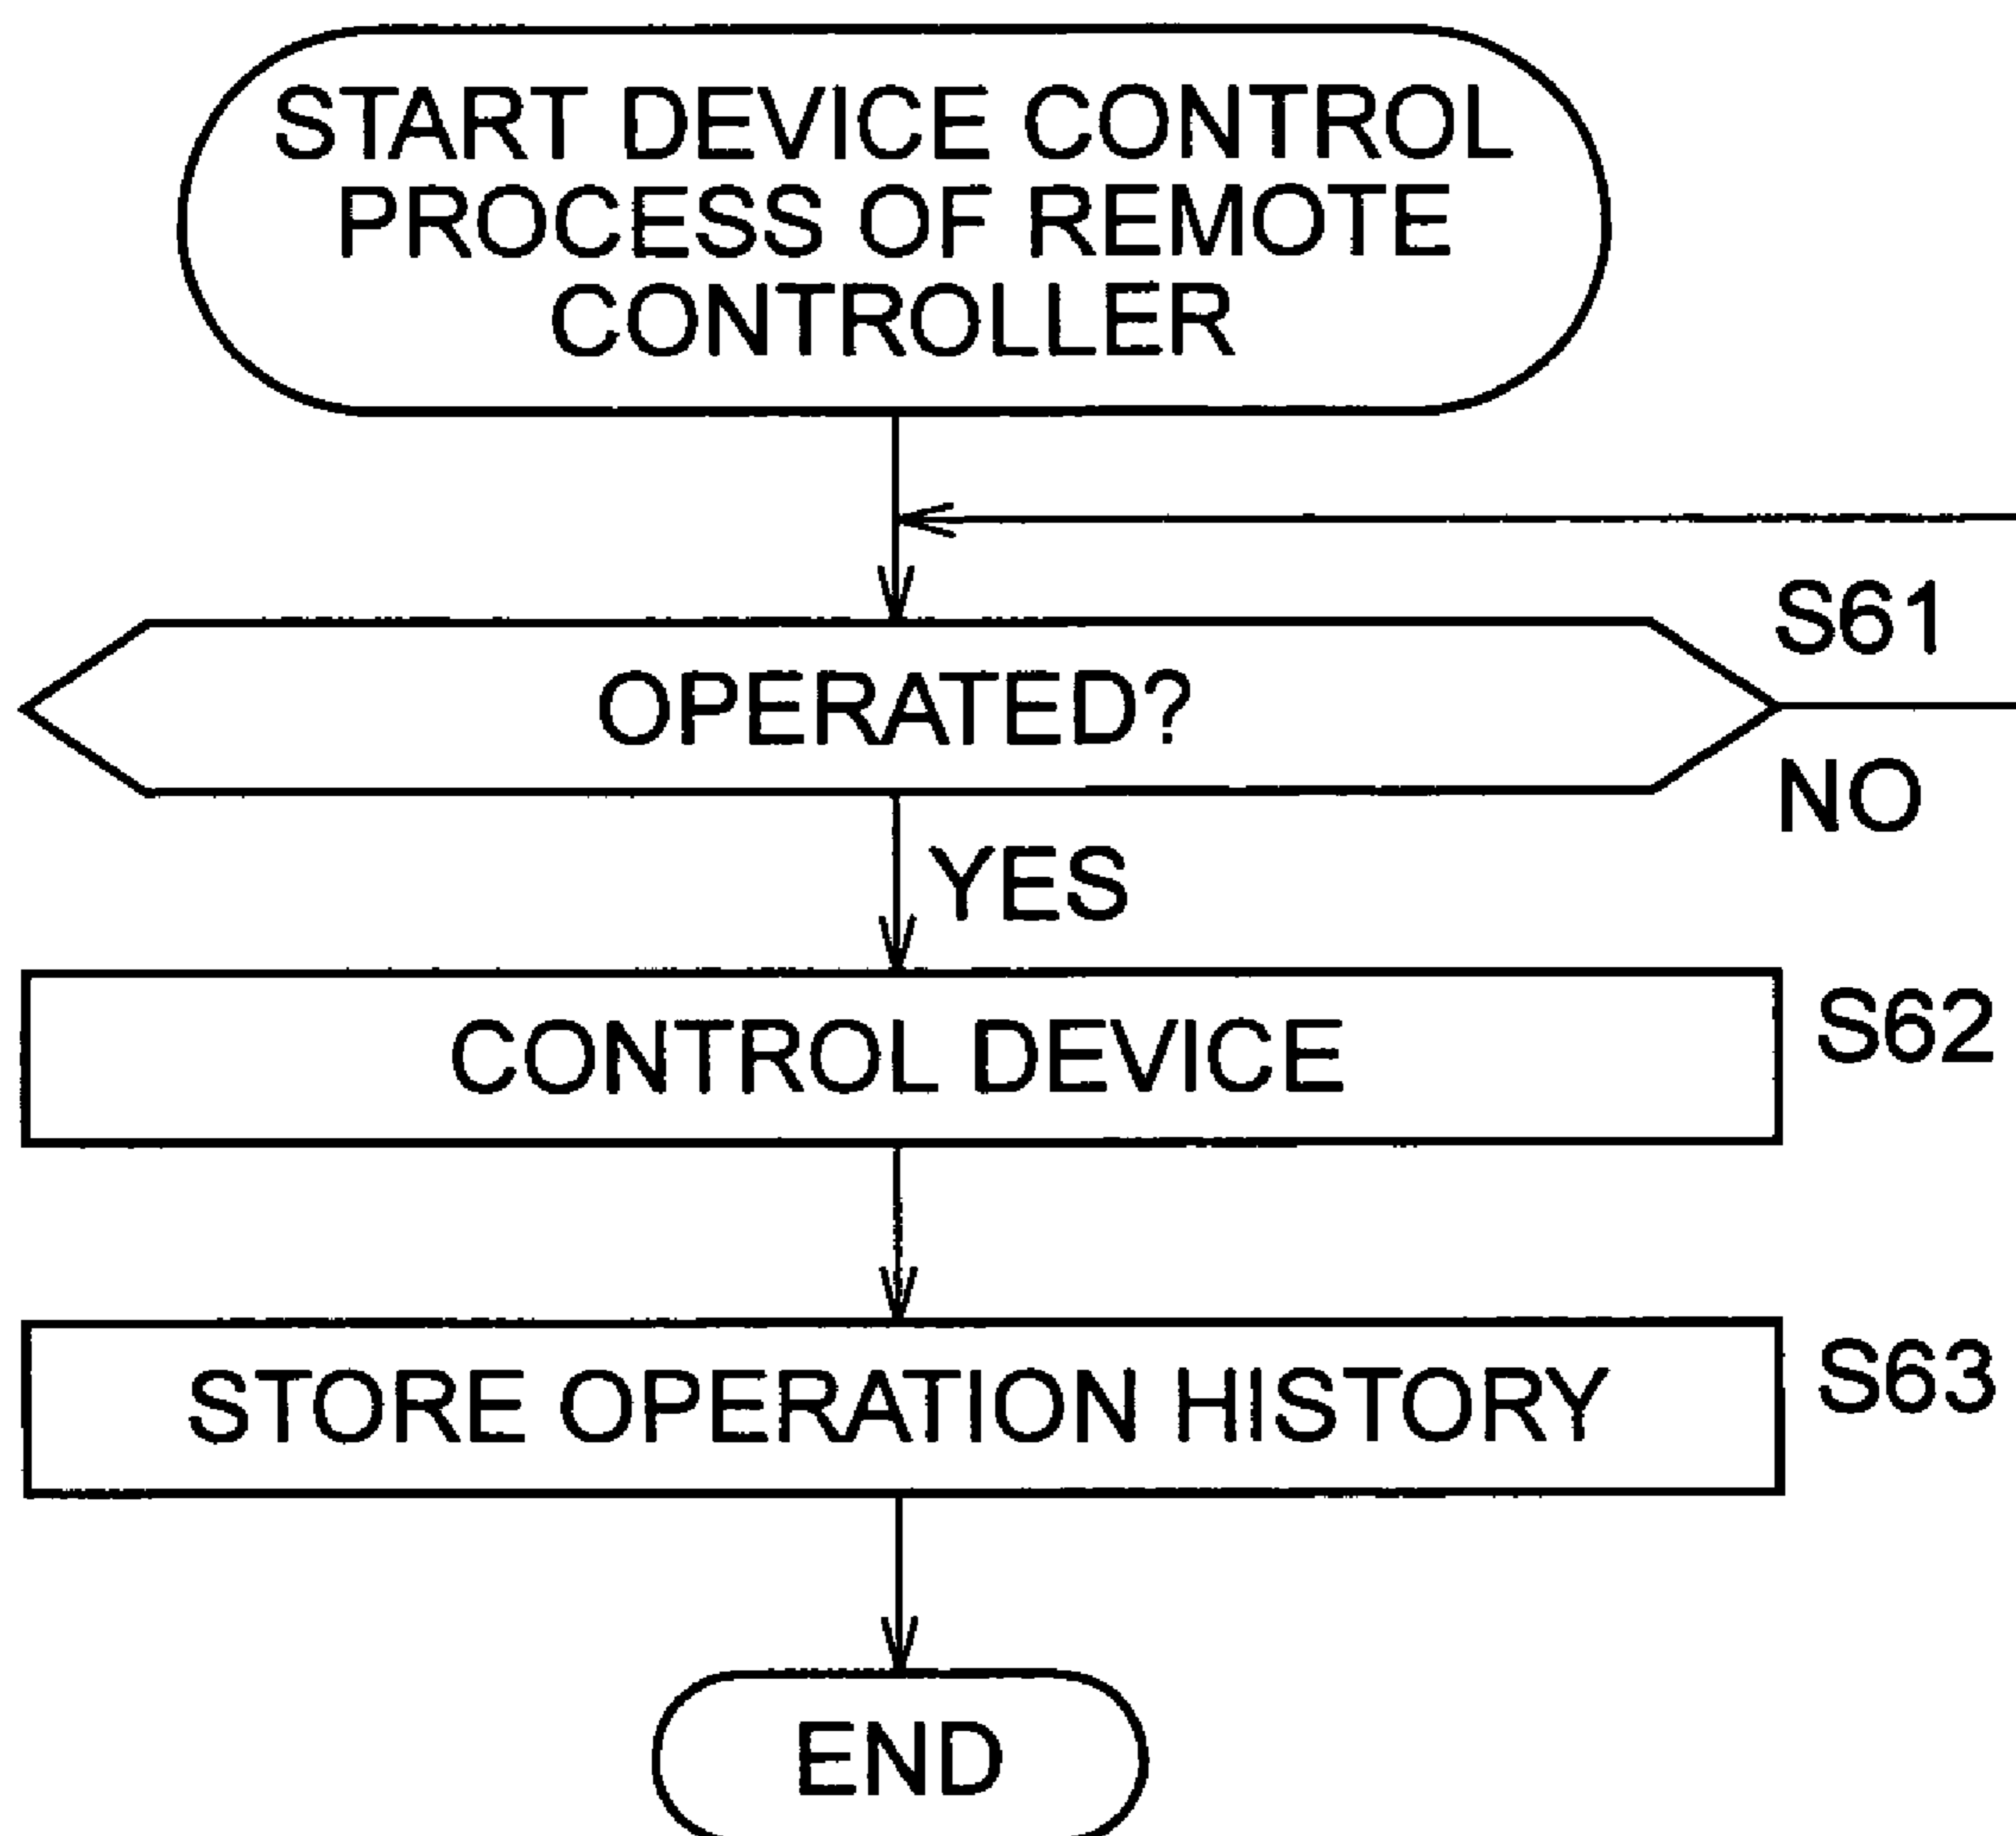 START DEVICE CONTROL
PROCESS OF REMOTE
CONTROLLER
S61
OPERATED?
NO
YES
CONTROL DEVICE
S62
STORE OPERATION HISTORY
S63
END